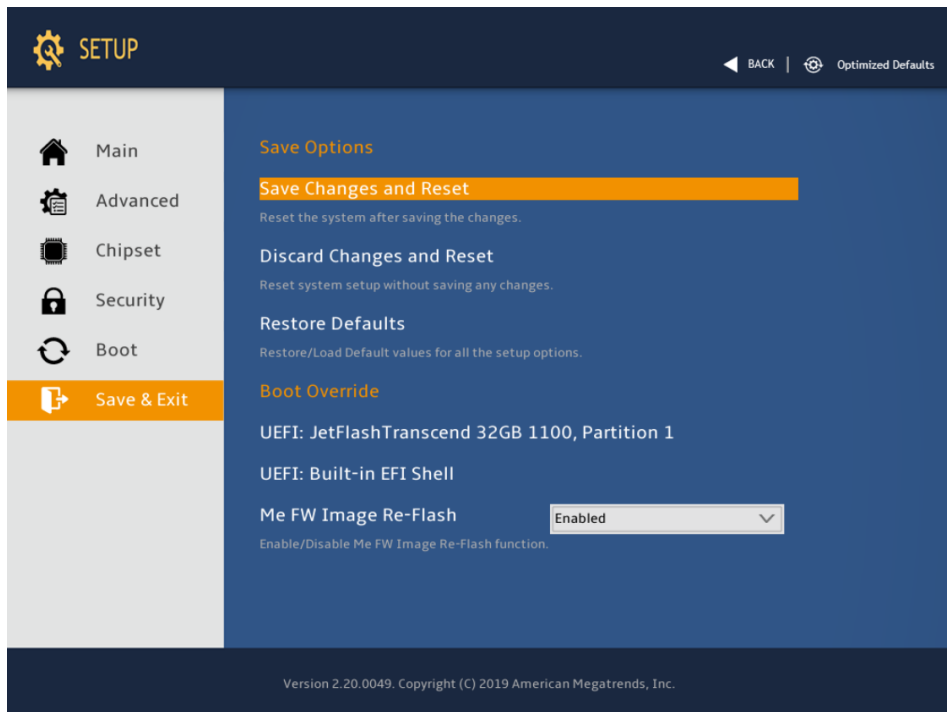 SETUP
BACK | Optimized Defaults
Main
Advanced
Chipset
Security
Boot
Save & Exit
Save Options
Save Changes and Reset
Reset the system after saving the changes.
Discard Changes and Reset
Reset system setup without saving any changes.
Restore Defaults
Restore/Load Default values for all the setup options.
Boot Override
UEFI: JetFlashTranscend 32GB 1100, Partition 1
UEFI: Built-in EFI Shell
Me FW Image Re-Flash Enabled
Enable/Disable Me FW Image Re-Flash function.
Version 2.20.0049. Copyright (C) 2019 American Megatrends, Inc.